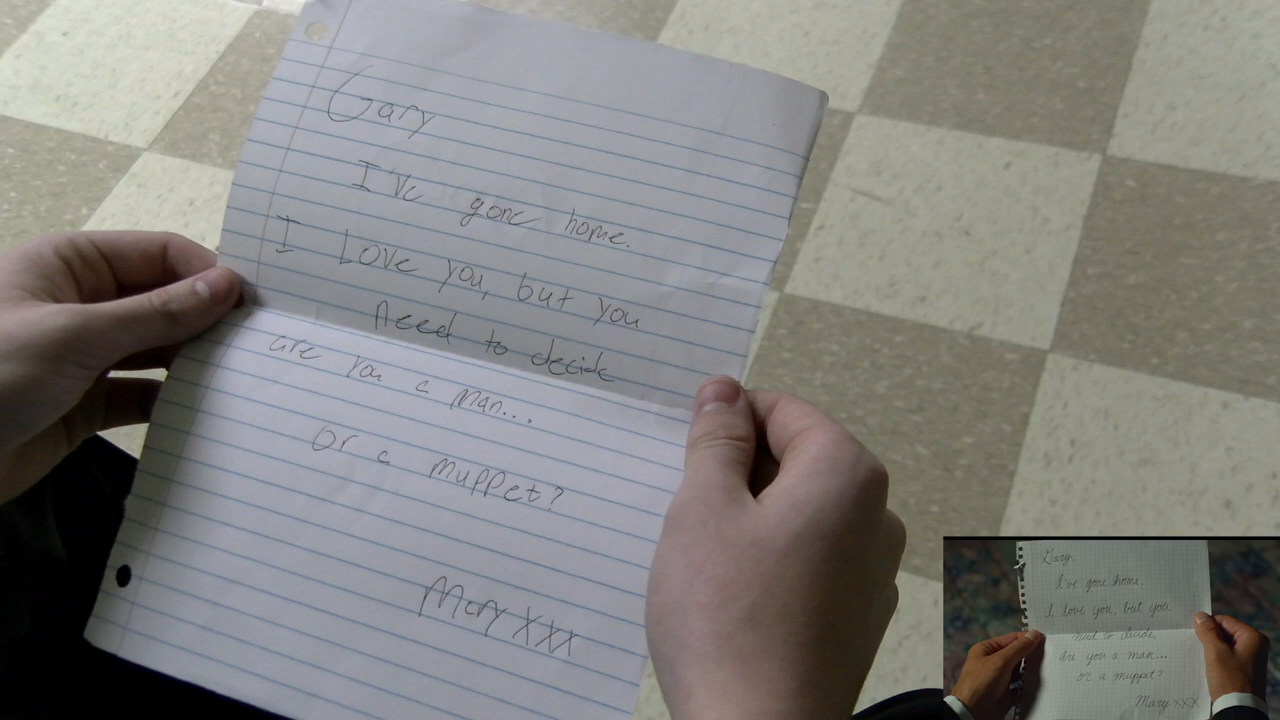 Gary
I've gone home.
I Love you, but you
need to decide
are you a man...
or a muppet?
Mary XXX
Gary,
I've gone home.
I love you, but you
need to decide,
are you a man...
or a muppet?
Mary XXX